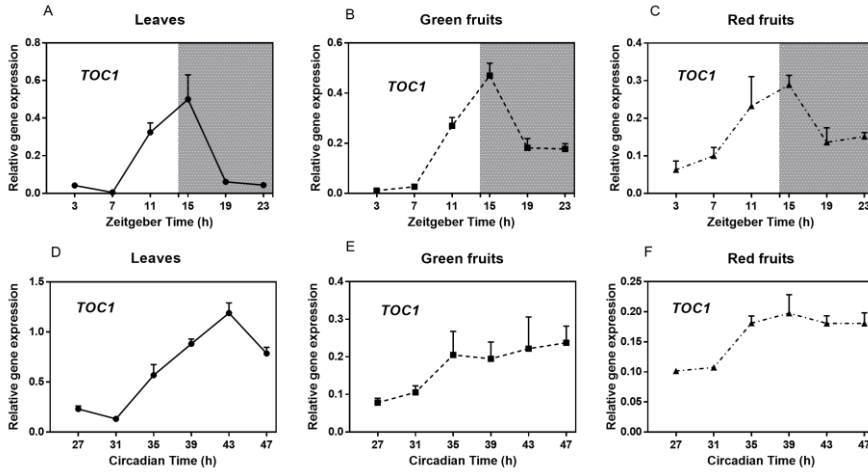 A
Leaves
Relative gene expression
0.8
0.6
0.4
0.2
0.0
TOC1
3 7 11 15 19 23
Zeitgeber Time (h)
B
Green fruits
Relative gene expression
0.6
0.4
0.2
0.0
TOC1
3 7 11 15 19 23
Zeitgeber Time (h)
C
Red fruits
Relative gene expression
0.4
0.3
0.2
0.1
0.0
TOC1
3 7 11 15 19 23
Zeitgeber Time (h)
D
Leaves
Relative gene expression
1.5
1.0
0.5
0.0
TOC1
27 31 35 39 43 47
Circadian Time (h)
E
Green fruits
Relative gene expression
0.4
0.3
0.2
0.1
0.0
TOC1
27 31 35 39 43 47
Circadian Time (h)
F
Red fruits
Relative gene expression
0.25
0.20
0.15
0.10
0.05
0.00
TOC1
27 31 35 39 43 47
Circadian Time (h)